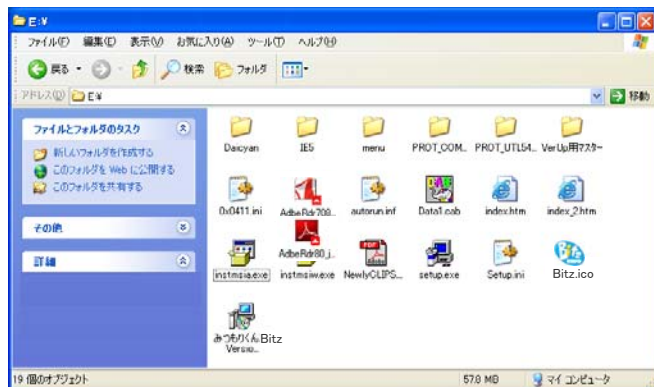 E:¥
ファイル(F) 編集(E) 表示(V) お気に入り(A) ツール(T) ヘルプ(H)
戻る 検索 フォルダ
アドレス(D) E:¥ 移動
ファイルとフォルダのタスク
新しいフォルダを作成する
このフォルダを Web に公開する
このフォルダを共有する
その他
詳細
Daicyan IE5 menu PROT_COM... PROT_UTL54... VerUp用マスター
0x0411.ini AdbeRdr708... autorun.inf Data1.cab index.htm index_2.htm
AdbeRdr80_j...
instmsia.exe instmsiw.exe NewlyCLIPS... setup.exe Setup.ini Bitz.ico
みつもりくん Bitz
Versio...
19 個のオブジェクト 57.8 MB マイ コンピュータ